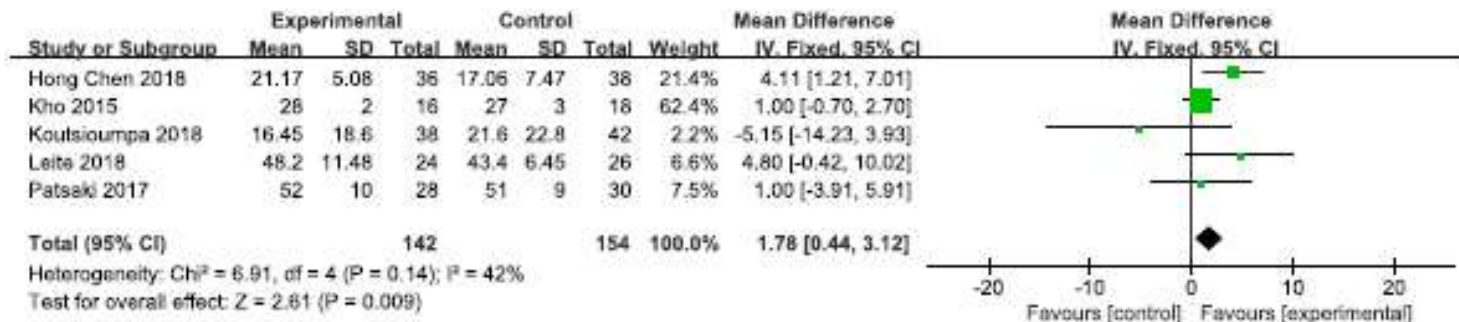 Experimental Control Mean Difference Mean Difference
Study or Subgroup Mean SD Total Mean SD Total Weight IV. Fixed. 95% CI IV. Fixed. 95% CI
Hong Chen 2018 21.17 5.08 36 17.06 7.47 38 21.4% 4.11 [1.21, 7.01]
Kho 2015 28 2 16 27 3 18 62.4% 1.00 [-0.70, 2.70]
Koutsioumpa 2018 16.45 18.6 38 21.6 22.8 42 2.2% -5.15 [-14.23, 3.93]
Leite 2018 48.2 11.48 24 43.4 6.45 26 6.6% 4.80 [-0.42, 10.02]
Patsaki 2017 52 10 28 51 9 30 7.5% 1.00 [-3.91, 5.91]
Total (95% CI) 142 154 100.0% 1.78 [0.44, 3.12]
Heterogeneity: Chi² = 6.91, df = 4 (P = 0.14); I² = 42%
Test for overall effect: Z = 2.61 (P = 0.009)
-20 -10 0 10 20
Favours [control] Favours [experimental]